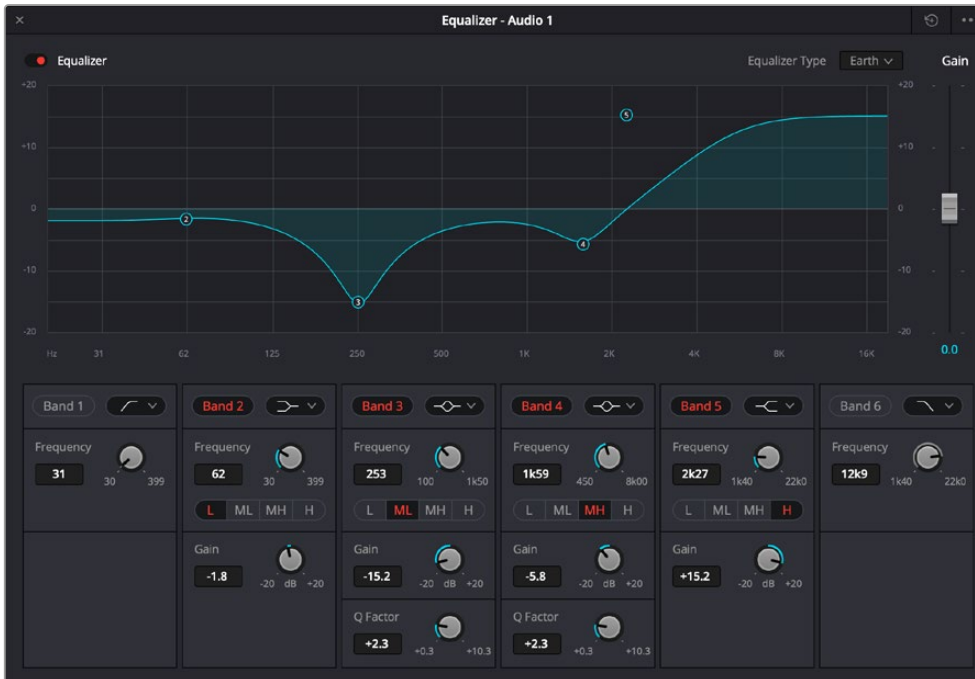 Equalizer - Audio 1
Equalizer
Equalizer Type
Earth
Gain
+20 +20
+10 +10
0 0
-10 -10
-20 -20
Hz 31 62 125 250 500 1K 2K 4K 8K 16K
0.0
2
3
4
5
Band 1
Band 2
Band 3
Band 4
Band 5
Band 6
Frequency
31
30 399
Frequency
62
30 399
L ML MH H
Gain
-1.8
-20 dB +20
Frequency
253
100 1k50
L ML MH H
Gain
-15.2
-20 dB +20
Q Factor
+2.3
+0.3 +10.3
Frequency
1k59
450 8k00
L ML MH H
Gain
-5.8
-20 dB +20
Q Factor
+2.3
+0.3 +10.3
Frequency
2k27
1k40 22k0
L ML MH H
Gain
+15.2
-20 dB +20
Frequency
12k9
1k40 22k0